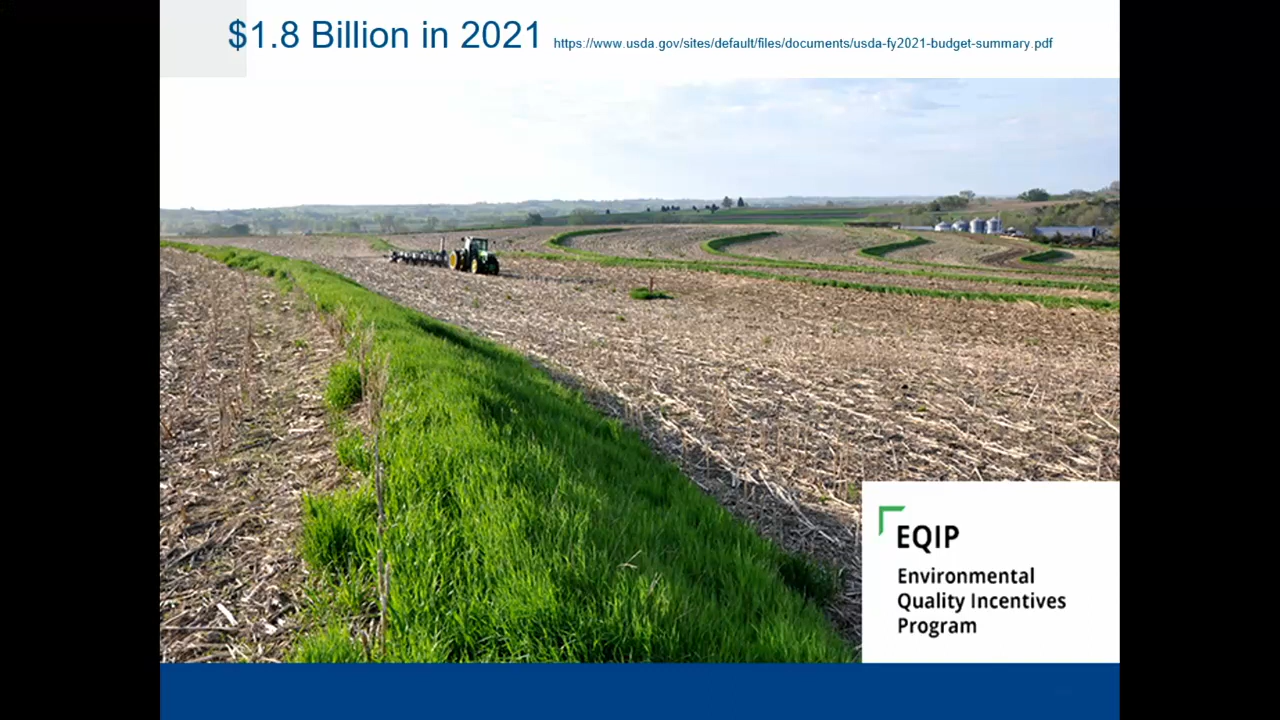 $1.8 Billion in 2021 https://www.usda.gov/sites/default/files/documents/usda-fy2021-budget-summary.pdf
EQIP
Environmental
Quality Incentives
Program